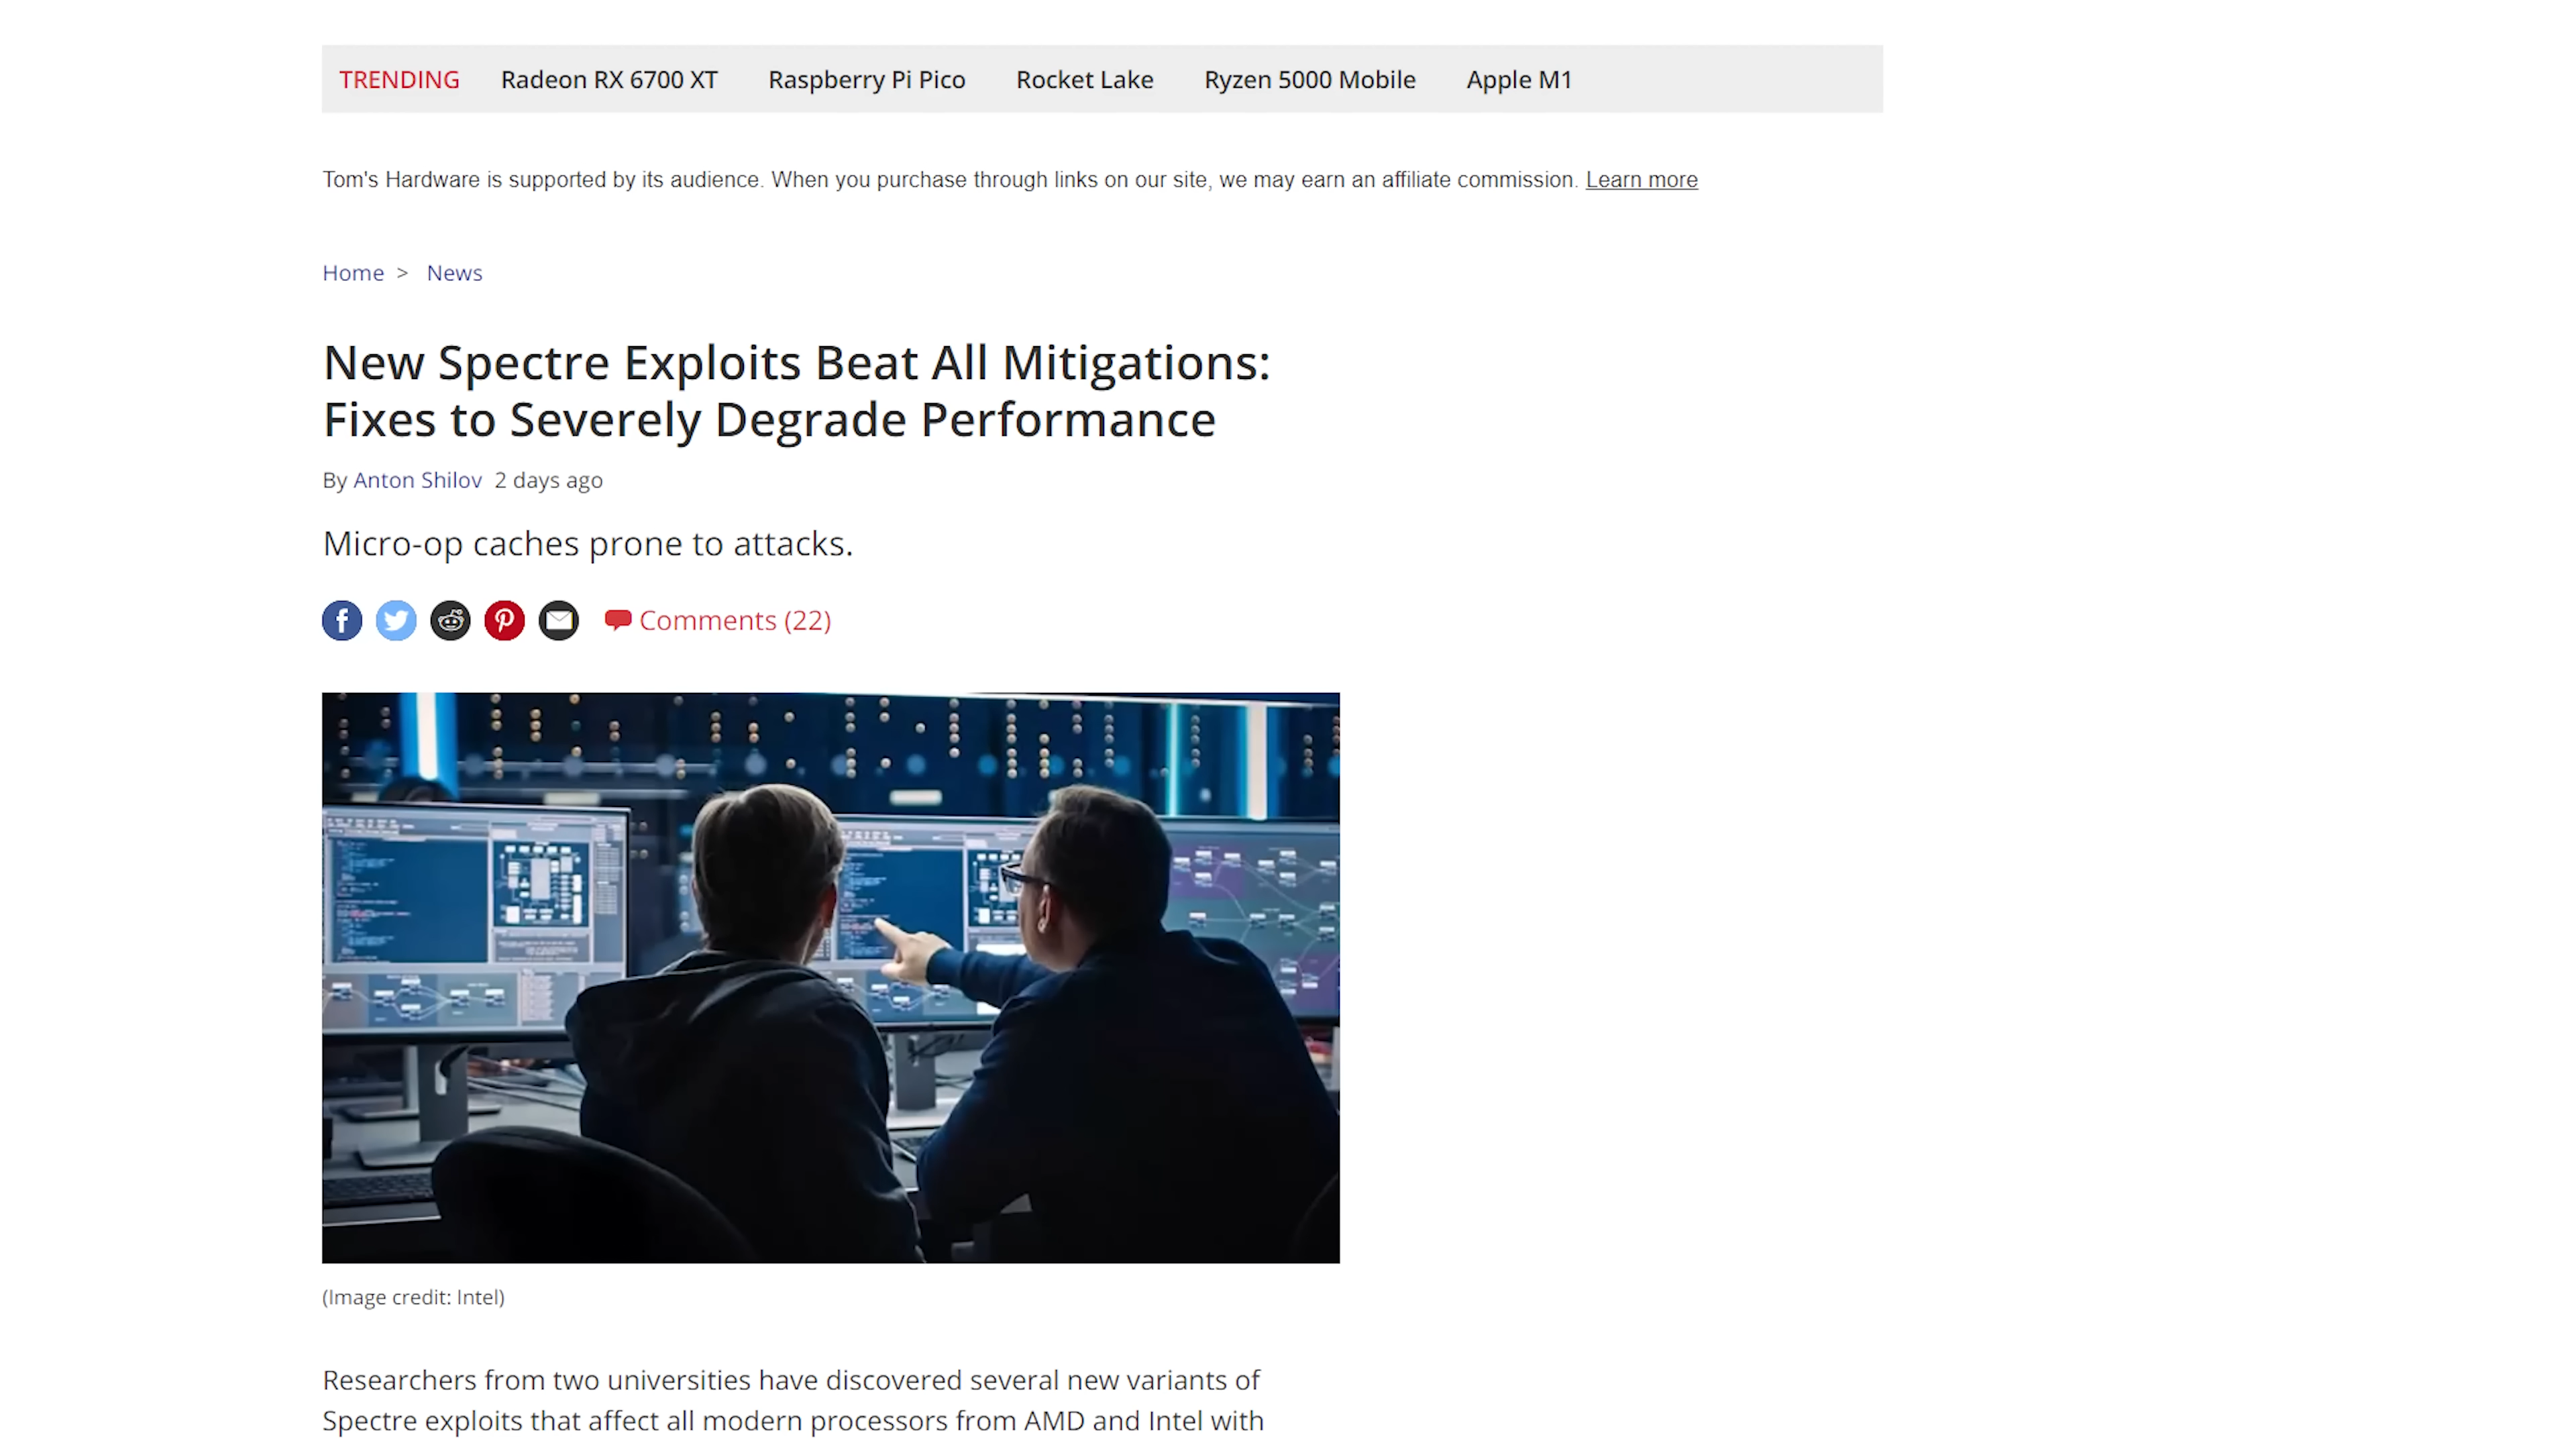 TRENDING Radeon RX 6700 XT Raspberry Pi Pico Rocket Lake Ryzen 5000 Mobile Apple M1
Tom's Hardware is supported by its audience. When you purchase through links on our site, we may earn an affiliate commission. Learn more
Home > News
New Spectre Exploits Beat All Mitigations:
Fixes to Severely Degrade Performance
By Anton Shilov 2 days ago
Micro-op caches prone to attacks.
Comments (22)
(Image credit: Intel)
Researchers from two universities have discovered several new variants of
Spectre exploits that affect all modern processors from AMD and Intel with